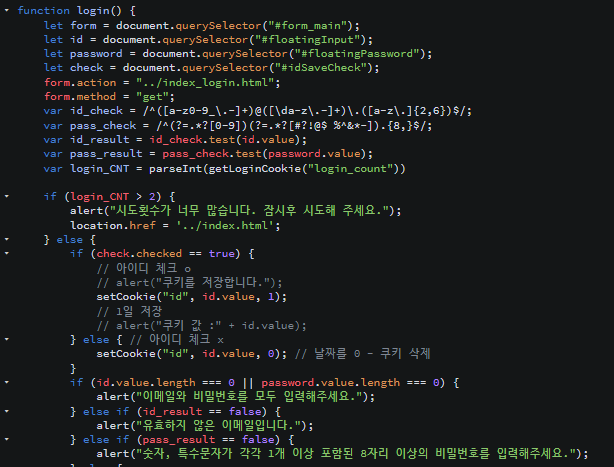 function login() {
let form = document.querySelector("#form_main");
let id = document.querySelector("#floatingInput");
let password = document.querySelector("#floatingPassword");
let check = document.querySelector("#idSaveCheck");
form.action = "../index_login.html";
form.method = "get";
var id_check = /^([a-z0-9_\.-]+)@([\da-z\.-]+)\.([a-z\.]{2,6})$/;
var pass_check = /^(?=.*?[0-9])(?=.*?[#?!@$ %^&*-]).{8,}$/;
var id_result = id_check.test(id.value);
var pass_result = pass_check.test(password.value);
var login_CNT = parseInt(getLoginCookie("login_count"))
if (login_CNT > 2) {
alert("시도횟수가 너무 많습니다. 잠시후 시도해 주세요.");
location.href = '../index.html';
} else {
if (check.checked == true) {
// 아이디 체크 o
// alert("쿠키를 저장합니다.");
setCookie("id", id.value, 1);
// 1일 저장
// alert("쿠키 값 :" + id.value);
} else { // 아이디 체크 x
setCookie("id", id.value, 0); // 날짜를 0 - 쿠키 삭제
}
if (id.value.length === 0 || password.value.length === 0) {
alert("이메일와 비밀번호를 모두 입력해주세요.");
} else if (id_result == false) {
alert("유효하지 않은 이메일입니다.");
} else if (pass_result == false) {
alert("숫자, 특수문자가 각각 1개 이상 포함된 8자리 이상의 비밀번호를 입력해주세요.");
} else {